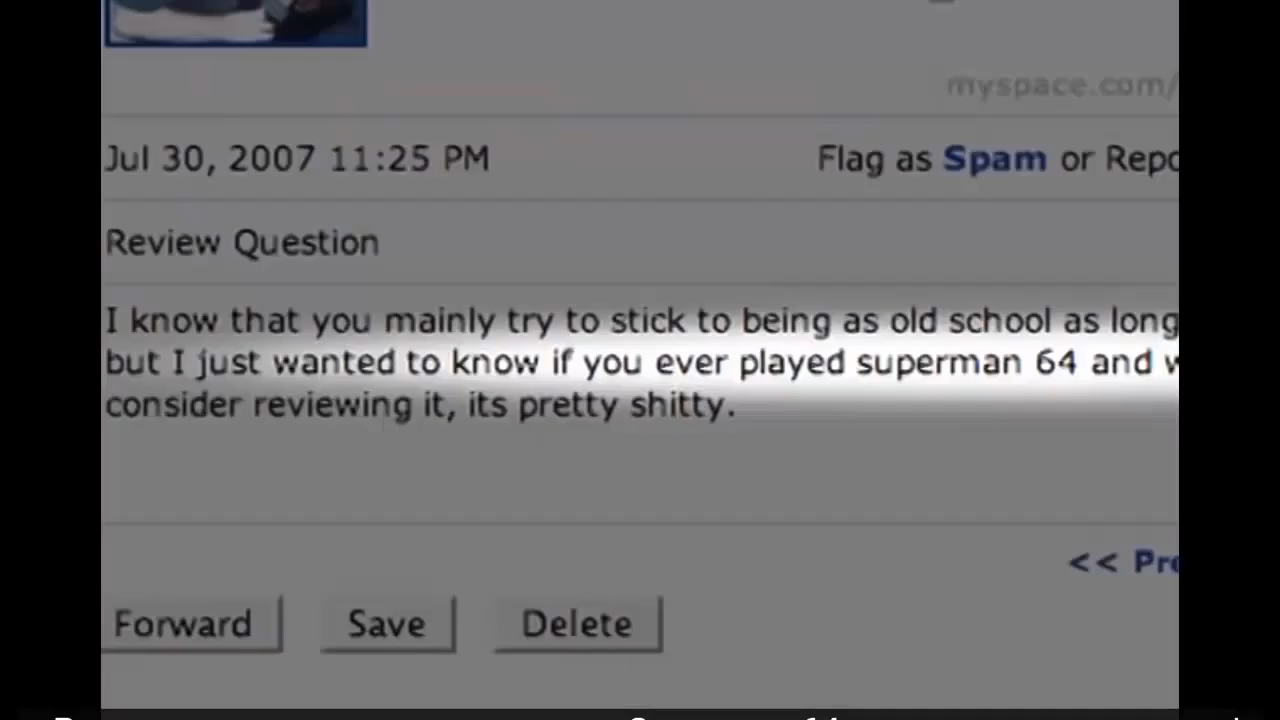 myspace.com/
Jul 30, 2007 11:25 PM
Flag as Spam or Repo
Review Question
I know that you mainly try to stick to being as old school as long
but I just wanted to know if you ever played superman 64 and w
consider reviewing it, its pretty shitty.
<< Pre
Forward
Save
Delete